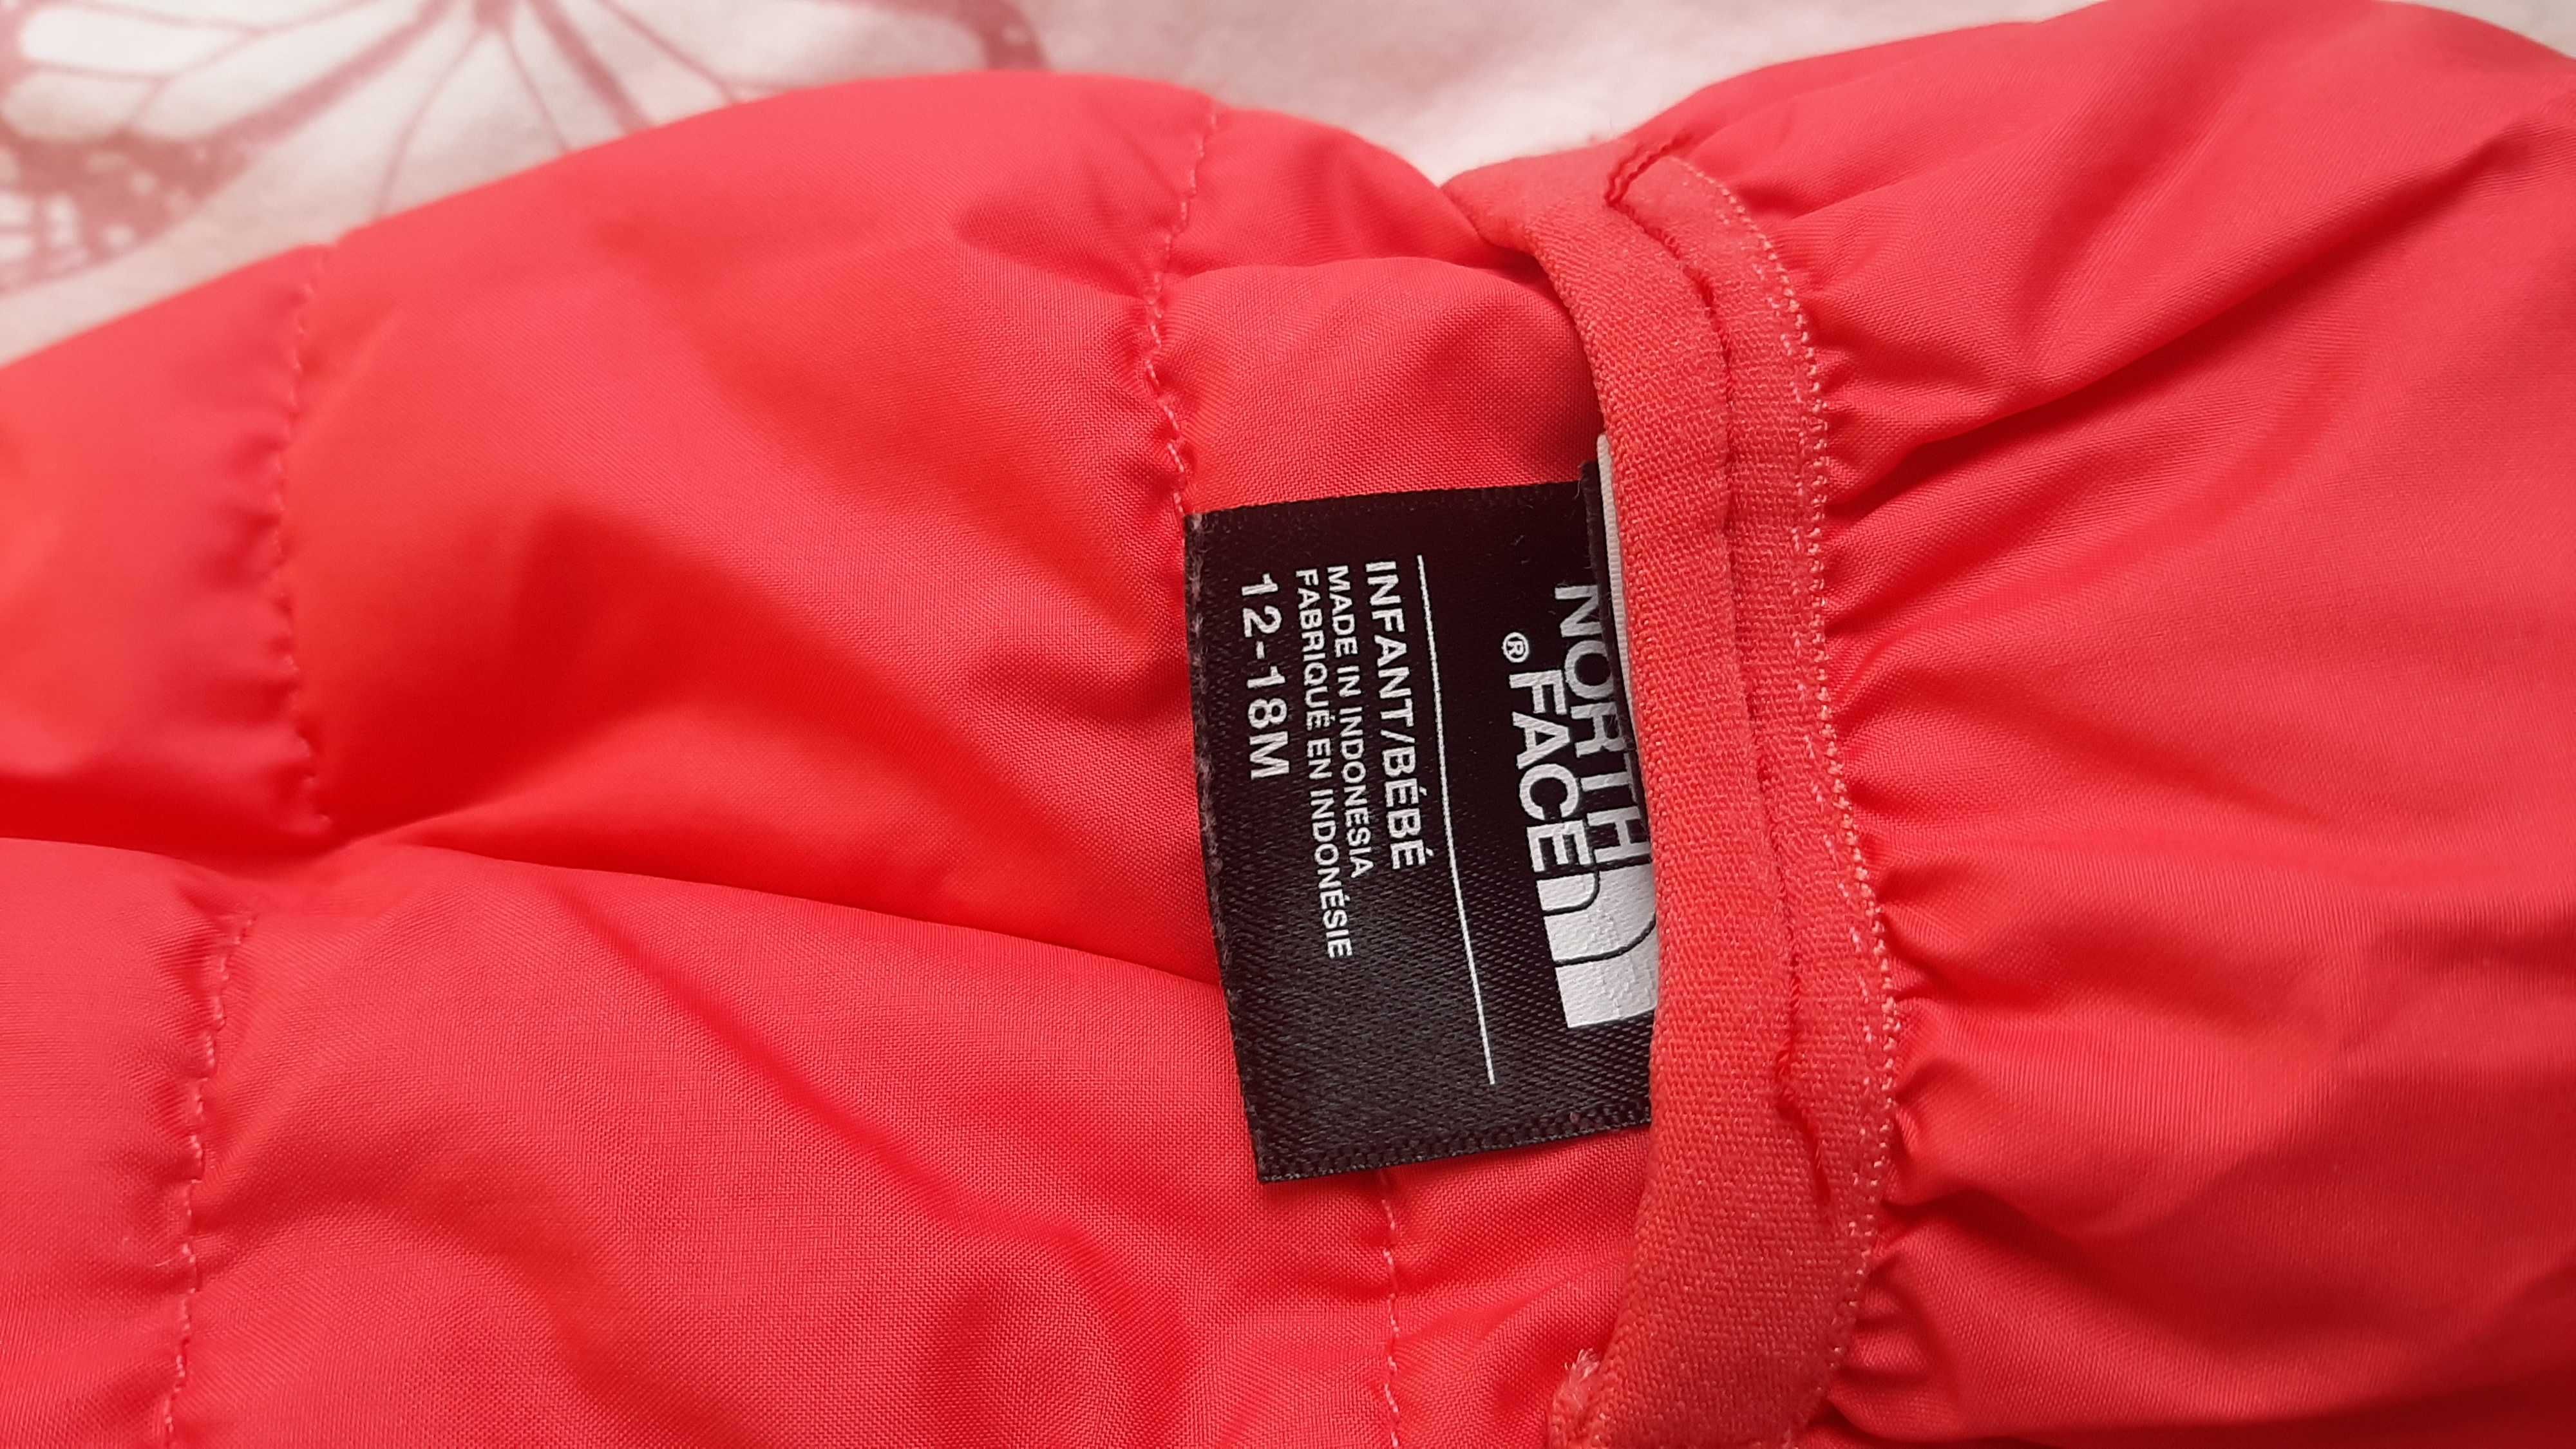 NORTH
FACE®
INFANT/BÉBÉ
MADE IN INDONESIA
FABRIQUÉ EN INDONÉSIE
12-18M